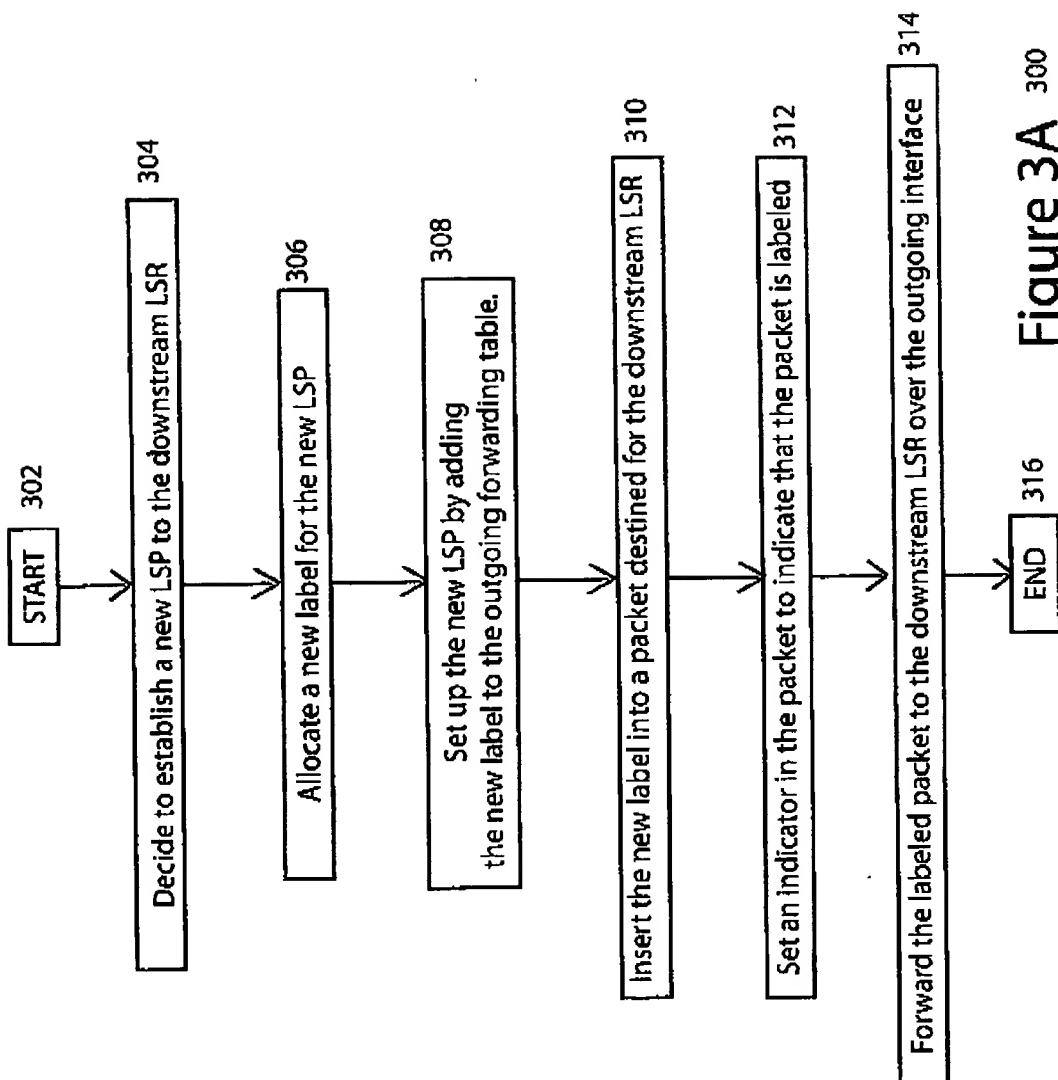 START 302
Decide to establish a new LSP to the downstream LSR 304
Allocate a new label for the new LSP 306
Set up the new LSP by adding 308
the new label to the outgoing forwarding table.
Insert the new label into a packet destined for the downstream LSR 310
Set an indicator in the packet to indicate that the packet is labeled 312
Forward the labeled packet to the downstream LSR over the outgoing interface 314
END 316
Figure 3A 300